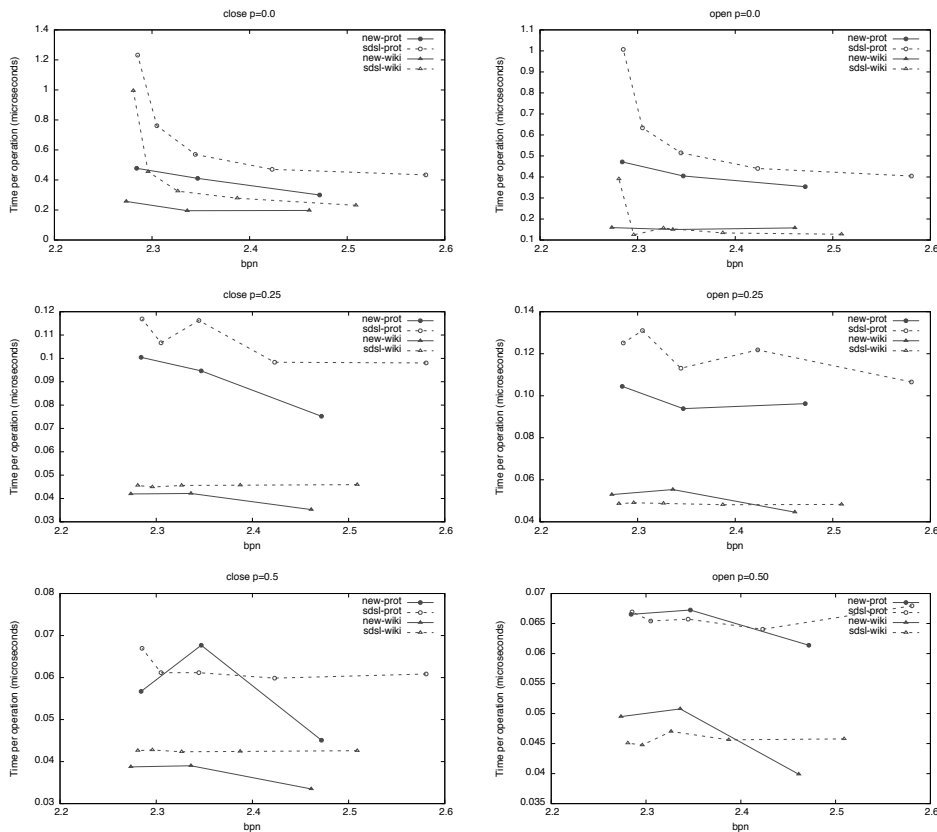 close p=0.0
Time per operation (microseconds)
1.4
1.2
1
0.8
0.6
0.4
0.2
0
2.2
2.3
2.4
2.5
2.6
bpn
new-prot
sdsl-prot
new-wiki
sdsl-wiki
open p=0.0
Time per operation (microseconds)
1.1
1
0.9
0.8
0.7
0.6
0.5
0.4
0.3
0.2
0.1
2.2
2.3
2.4
2.5
2.6
bpn
new-prot
sdsl-prot
new-wiki
sdsl-wiki
close p=0.25
Time per operation (microseconds)
0.12
0.11
0.1
0.09
0.08
0.07
0.06
0.05
0.04
0.03
2.2
2.3
2.4
2.5
2.6
bpn
new-prot
sdsl-prot
new-wiki
sdsl-wiki
open p=0.25
Time per operation (microseconds)
0.14
0.12
0.10
0.08
0.06
0.04
2.2
2.3
2.4
2.5
2.6
bpn
new-prot
sdsl-prot
new-wiki
sdsl-wiki
close p=0.5
Time per operation (microseconds)
0.08
0.07
0.06
0.05
0.04
0.03
2.2
2.3
2.4
2.5
2.6
bpn
new-prot
sdsl-prot
new-wiki
sdsl-wiki
open p=0.50
Time per operation (microseconds)
0.07
0.065
0.06
0.055
0.05
0.045
0.04
0.035
2.2
2.3
2.4
2.5
2.6
bpn
new-prot
sdsl-prot
new-wiki
sdsl-wiki